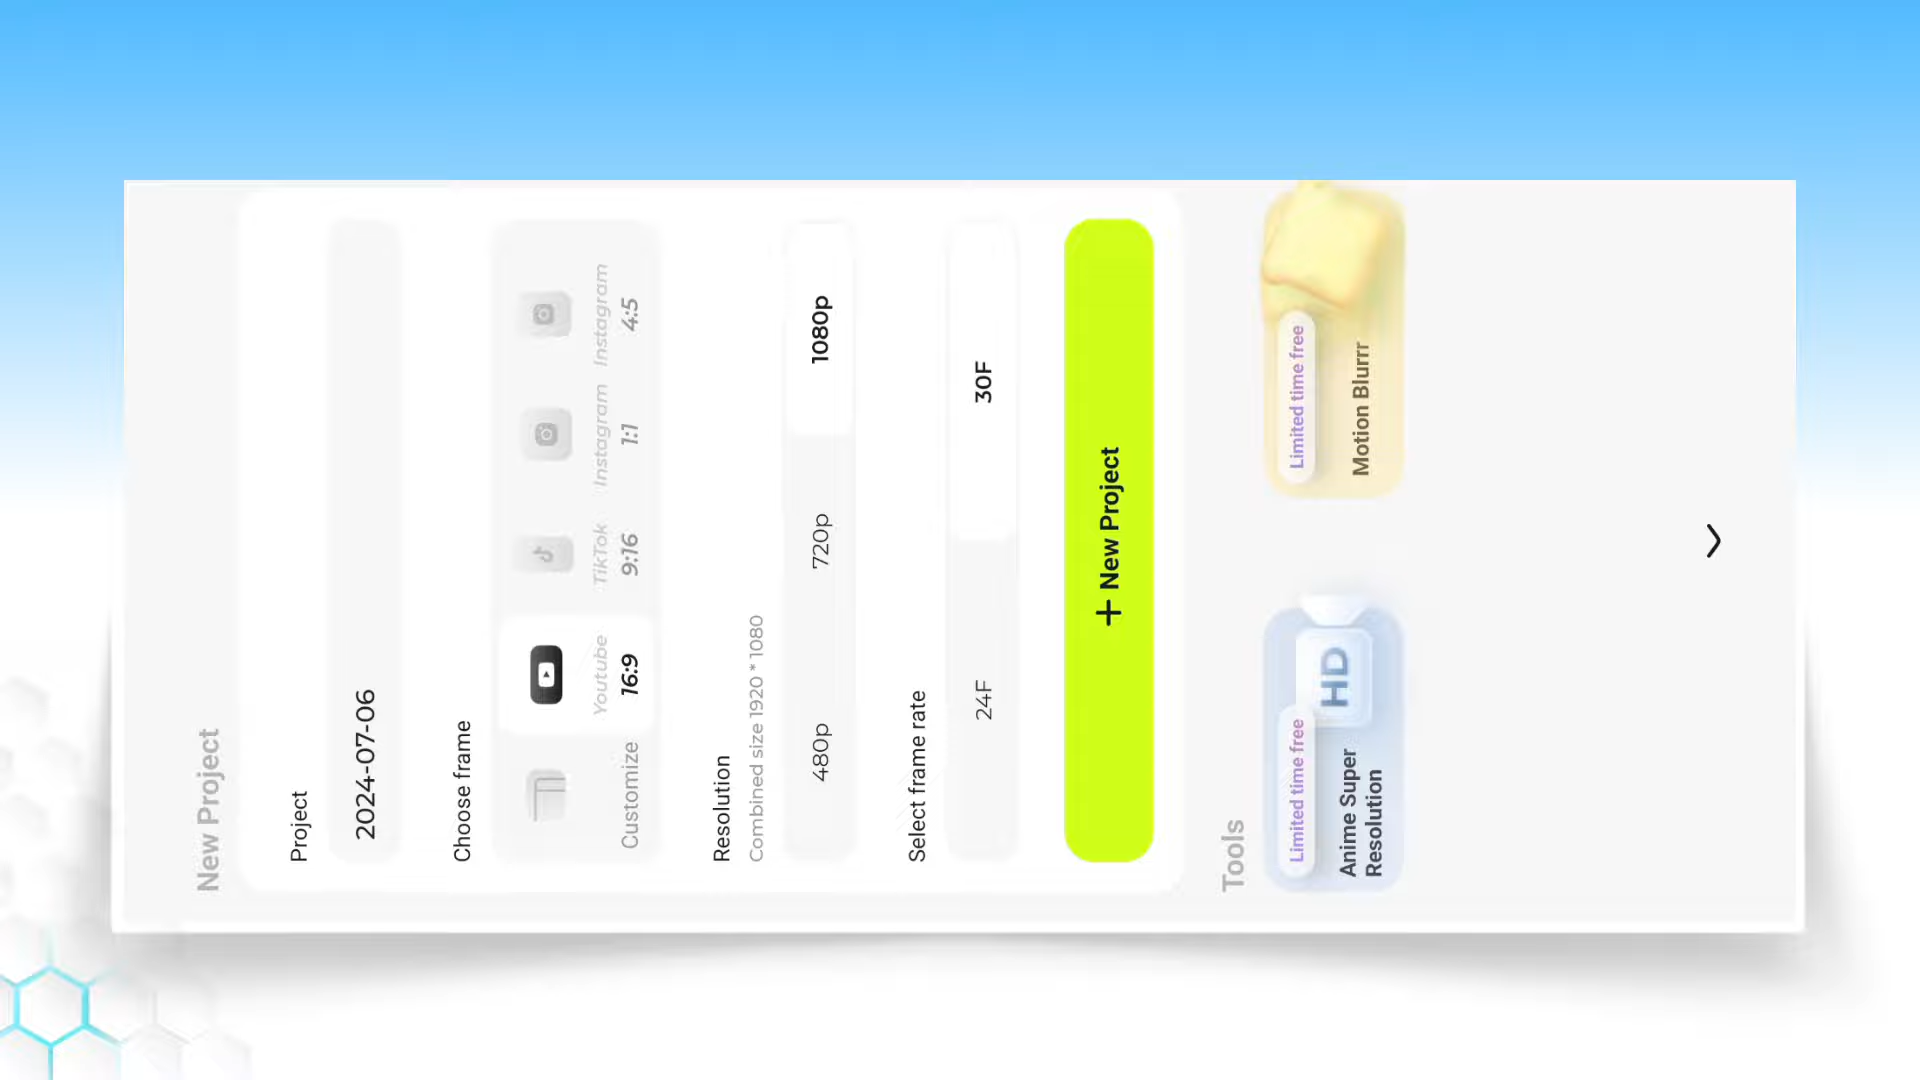 New Project
Project
2024-07-06
Choose frame
Customize
Youtube
16:9
TikTok
9:16
Instagram
1:1
Instagram
4:5
Resolution
Combined size 1920 * 1080
480p
720p
1080p
Select frame rate
24F
30F
+ New Project
Tools
Limited time free
HD
Anime Super
Resolution
Limited time free
Motion Blurrr